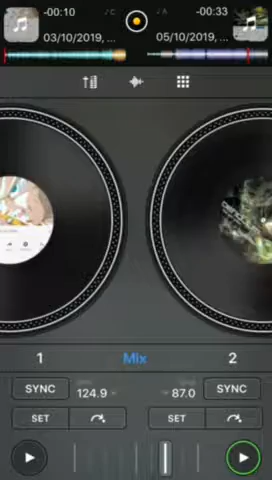 -00:10
C
A
-00:33
03/10/2019, ...
05/10/2019, ...
1
Mix
2
SYNC
124.9
87.0
SYNC
SET
SET